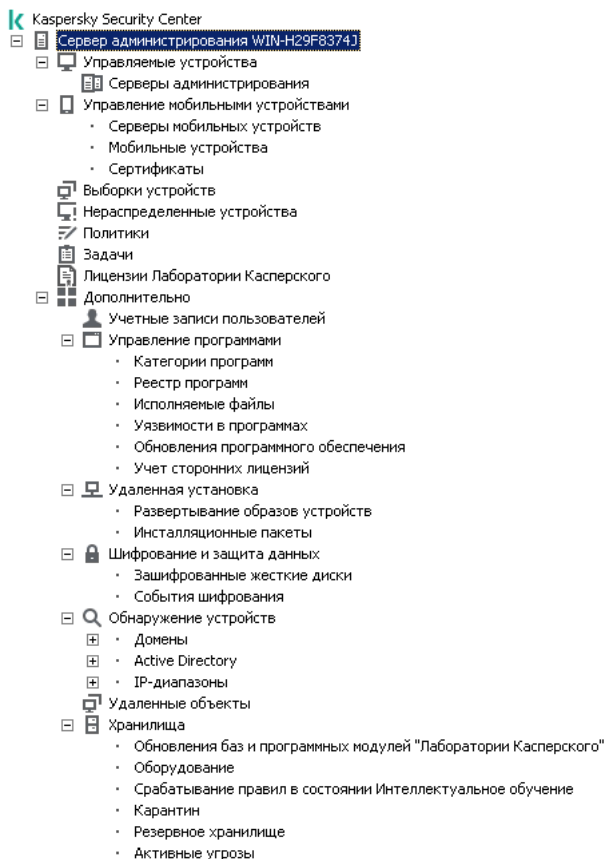 Kaspersky Security Center
Сервер администрирования WIN-H29F8374J
Управляемые устройства
Серверы администрирования
Управление мобильными устройствами
Серверы мобильных устройств
Мобильные устройства
Сертификаты
Выборки устройств
Нераспределенные устройства
Политики
Задачи
Лицензии Лаборатории Касперского
Дополнительно
Учетные записи пользователей
Управление программами
Категории программ
Реестр программ
Исполняемые файлы
Уязвимости в программах
Обновления программного обеспечения
Учет сторонних лицензий
Удаленная установка
Развертывание образов устройств
Инсталляционные пакеты
Шифрование и защита данных
Зашифрованные жесткие диски
События шифрования
Обнаружение устройств
Домены
Active Directory
IP-диапазоны
Удаленные объекты
Хранилища
Обновления баз и программных модулей "Лаборатории Касперского"
Оборудование
Срабатывание правил в состоянии Интеллектуальное обучение
Карантин
Резервное хранилище
Активные угрозы